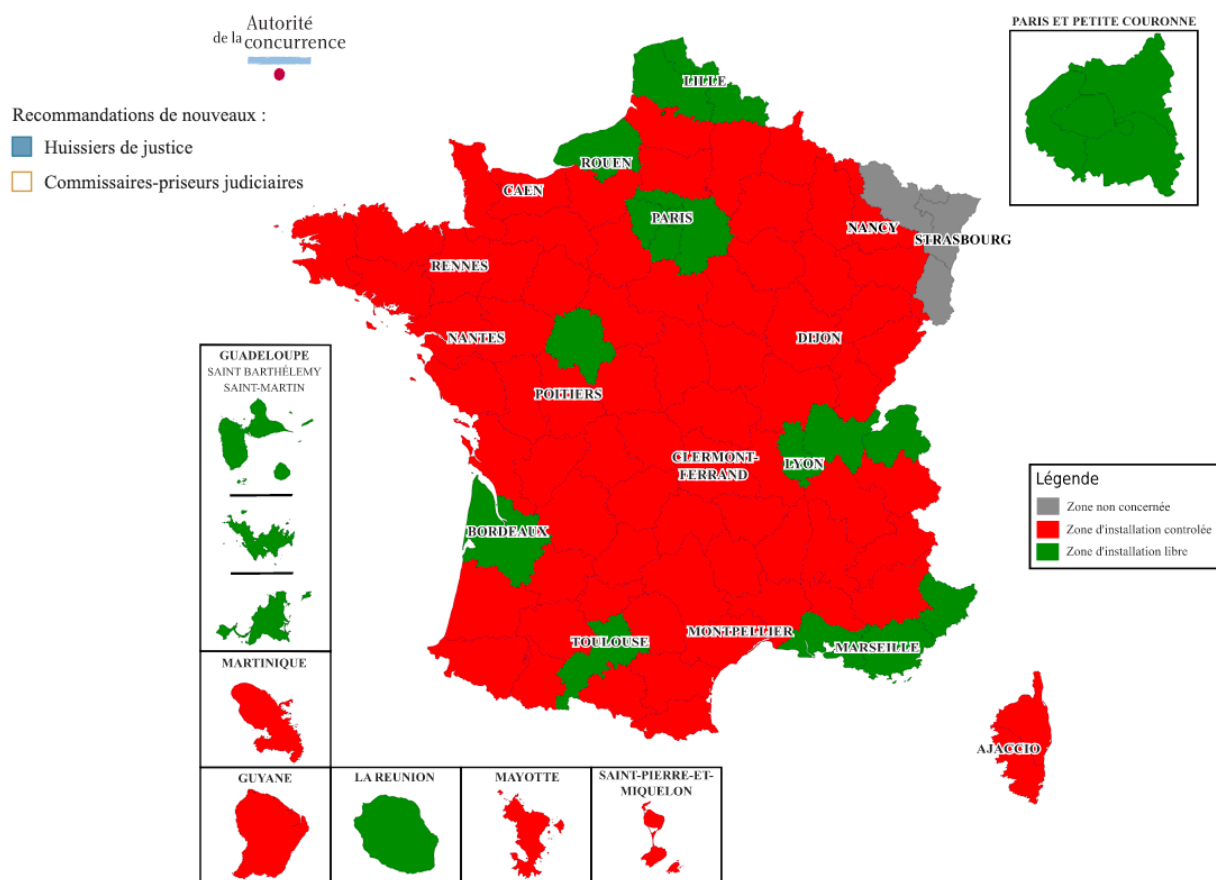 Autorité
de la concurrence
Recommandations de nouveaux :
Huissiers de justice
Commissaires-priseurs judiciaires
PARIS ET PETITE COURONNE
LILLE
ROUEN
CAEN
PARIS
NANCY
STRASBOURG
RENNES
NANTES
DIJON
POITIERS
CLERMONT-
FERRAND
LYON
BORDEAUX
TOULOUSE
MONTPELLIER
MARSEILLE
AJACCIO
GUADELOUPE
SAINT BARTHÉLEMY
SAINT-MARTIN
MARTINIQUE
GUYANE
LA REUNION
MAYOTTE
SAINT-PIERRE-ET-
MIQUELON
Légende
Zone non concernée
Zone d'installation controlée
Zone d'installation libre